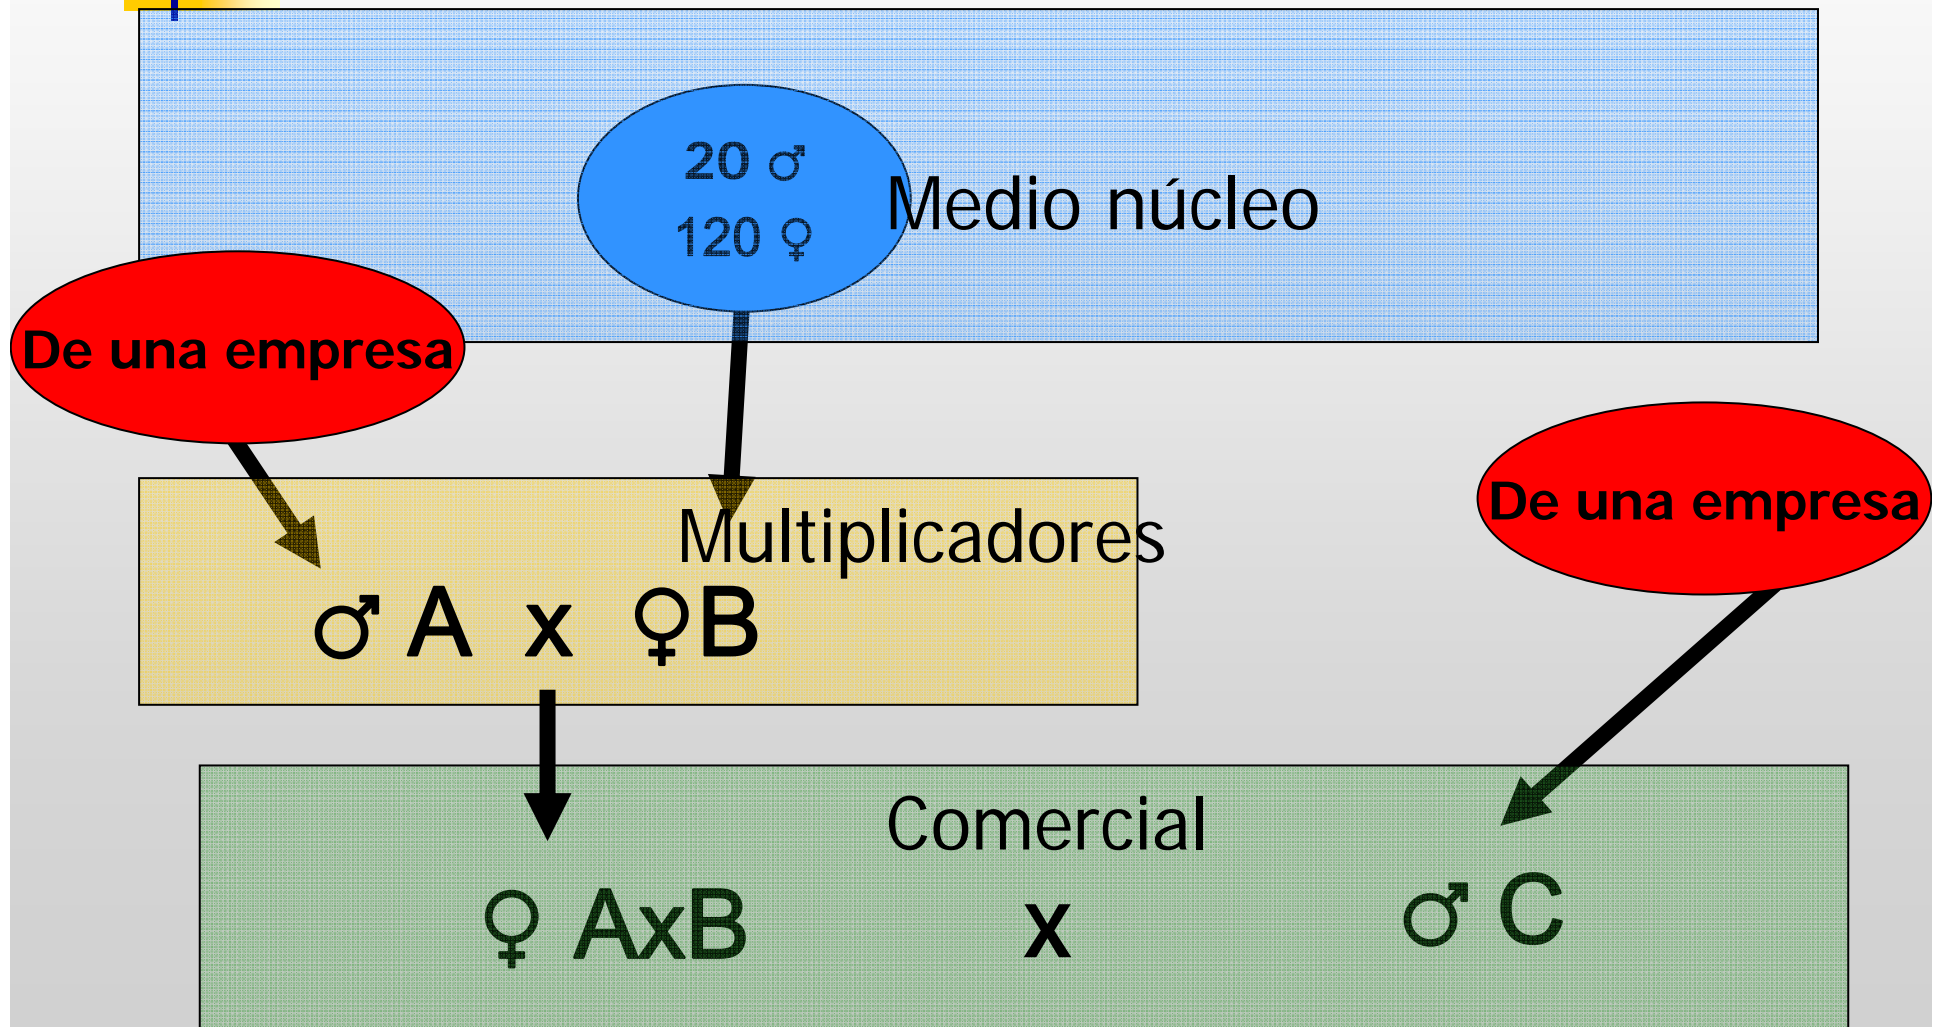 20 ♂
120 ♀
Medio núcleo
De una empresa
Multiplicadores
♂ A x ♀B
De una empresa
Comercial
♀ AxB x ♂ C